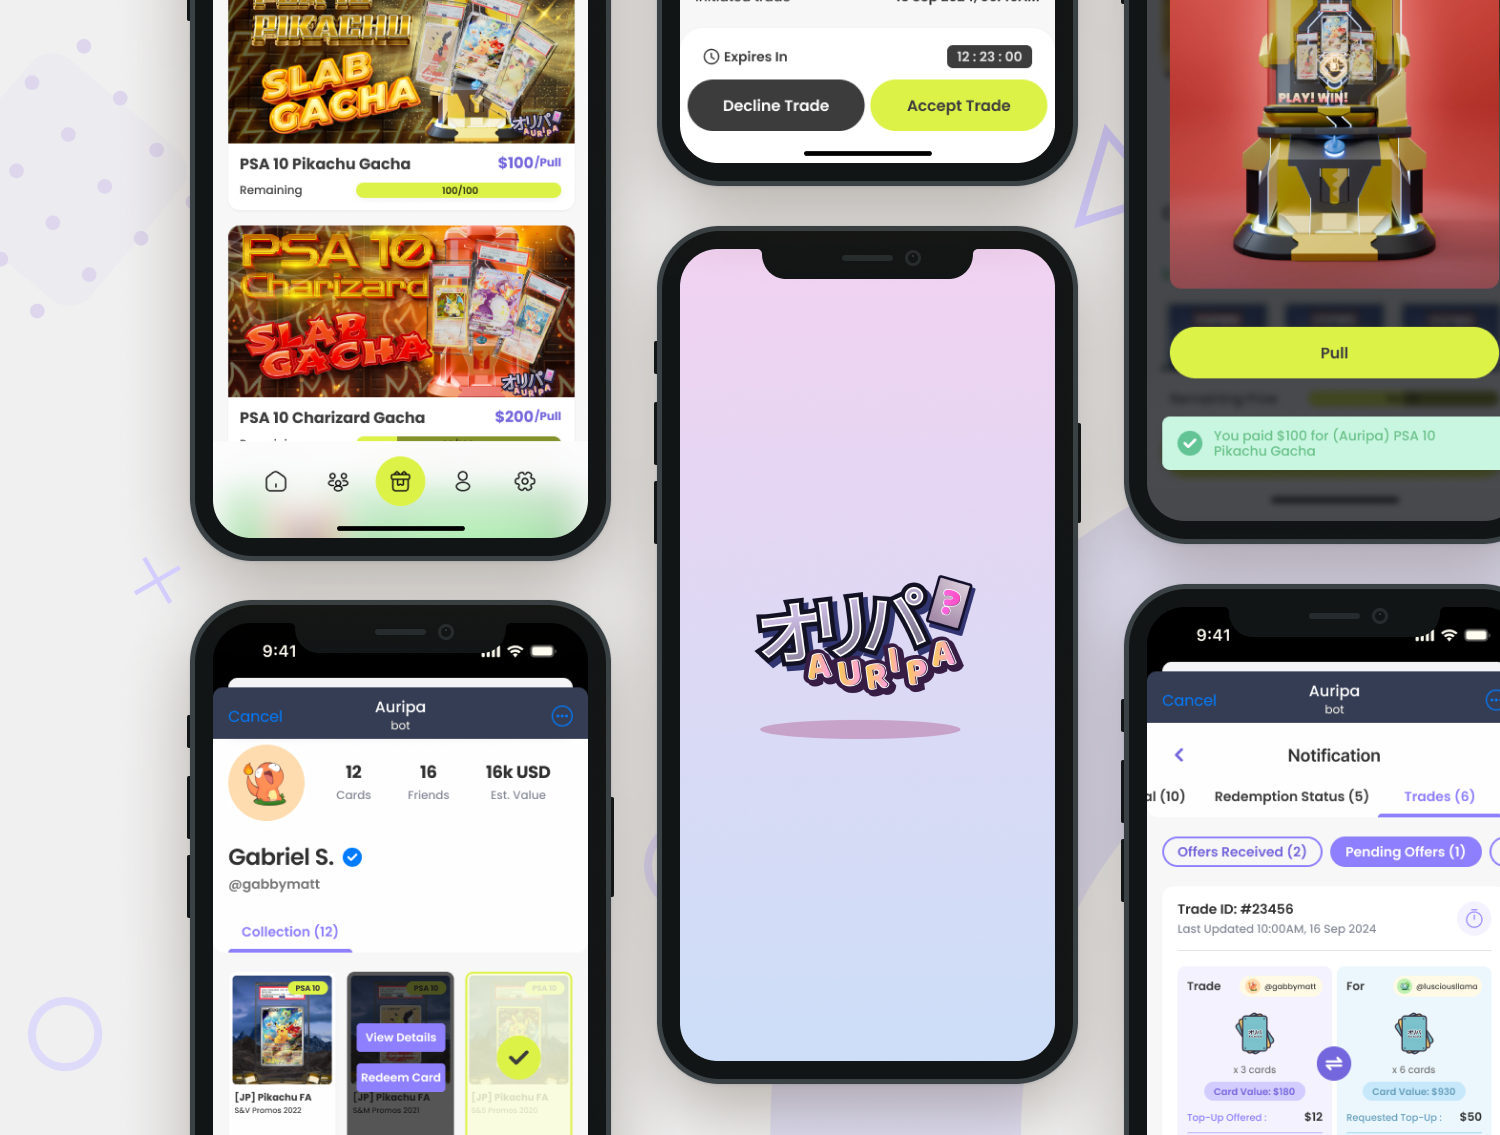 PIKACHU
SLAB
GACHA
オリパ
AURIPA
PSA 10 Pikachu Gacha
$100/Pull
Remaining
100/100
PSA 10
Charizard
SLAB
GACHA
オリパ
AURIPA
PSA 10 Charizard Gacha
$200/Pull
Expires In
12 : 23 : 00
Decline Trade
Accept Trade
オリパ?
AURIPA
PLAY! WIN!
Pull
You paid $100 for (Auripa) PSA 10
Pikachu Gacha
9:41
Cancel
Auripa
bot
12
16
16k USD
Cards
Friends
Est. Value
Gabriel S.
@gabbymatt
Collection (12)
PSA 10
[JP] Pikachu FA
S&V Promos 2022
PSA 10
View Details
Redeem Card
[JP] Pikachu FA
S&M Promos 2021
PSA 10
[JP] Pikachu FA
S&S Promos 2020
9:41
Cancel
Auripa
bot
Notification
al (10)
Redemption Status (5)
Trades (6)
Offers Received (2)
Pending Offers (1)
Trade ID: #23456
Last Updated 10:00AM, 16 Sep 2024
Trade
@gabbymatt
x 3 cards
Card Value: $180
Top-Up Offered :
$12
For
@lusciousllama
x 6 cards
Card Value: $930
Requested Top-Up :
$50